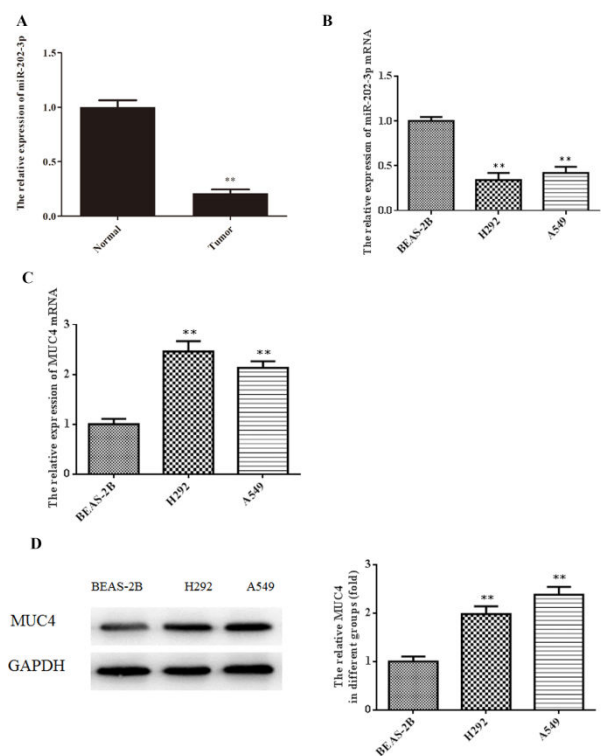 A
The relative expression of miR-202-3p
1.5
1.0
0.5
0.0
**
Normal
Tumor
B
The relative expression of miR-202-3p mRNA
1.5
1.0
0.5
0.0
**
**
BEAS-2B
H292
A549
C
The relative expression of MUC4 mRNA
3
2
1
0
**
**
BEAS-2B
H292
A549
D
BEAS-2B H292 A549
MUC4
GAPDH
The relative MUC4
in different groups (fold)
3
2
1
0
**
**
BEAS-2B
H292
A549